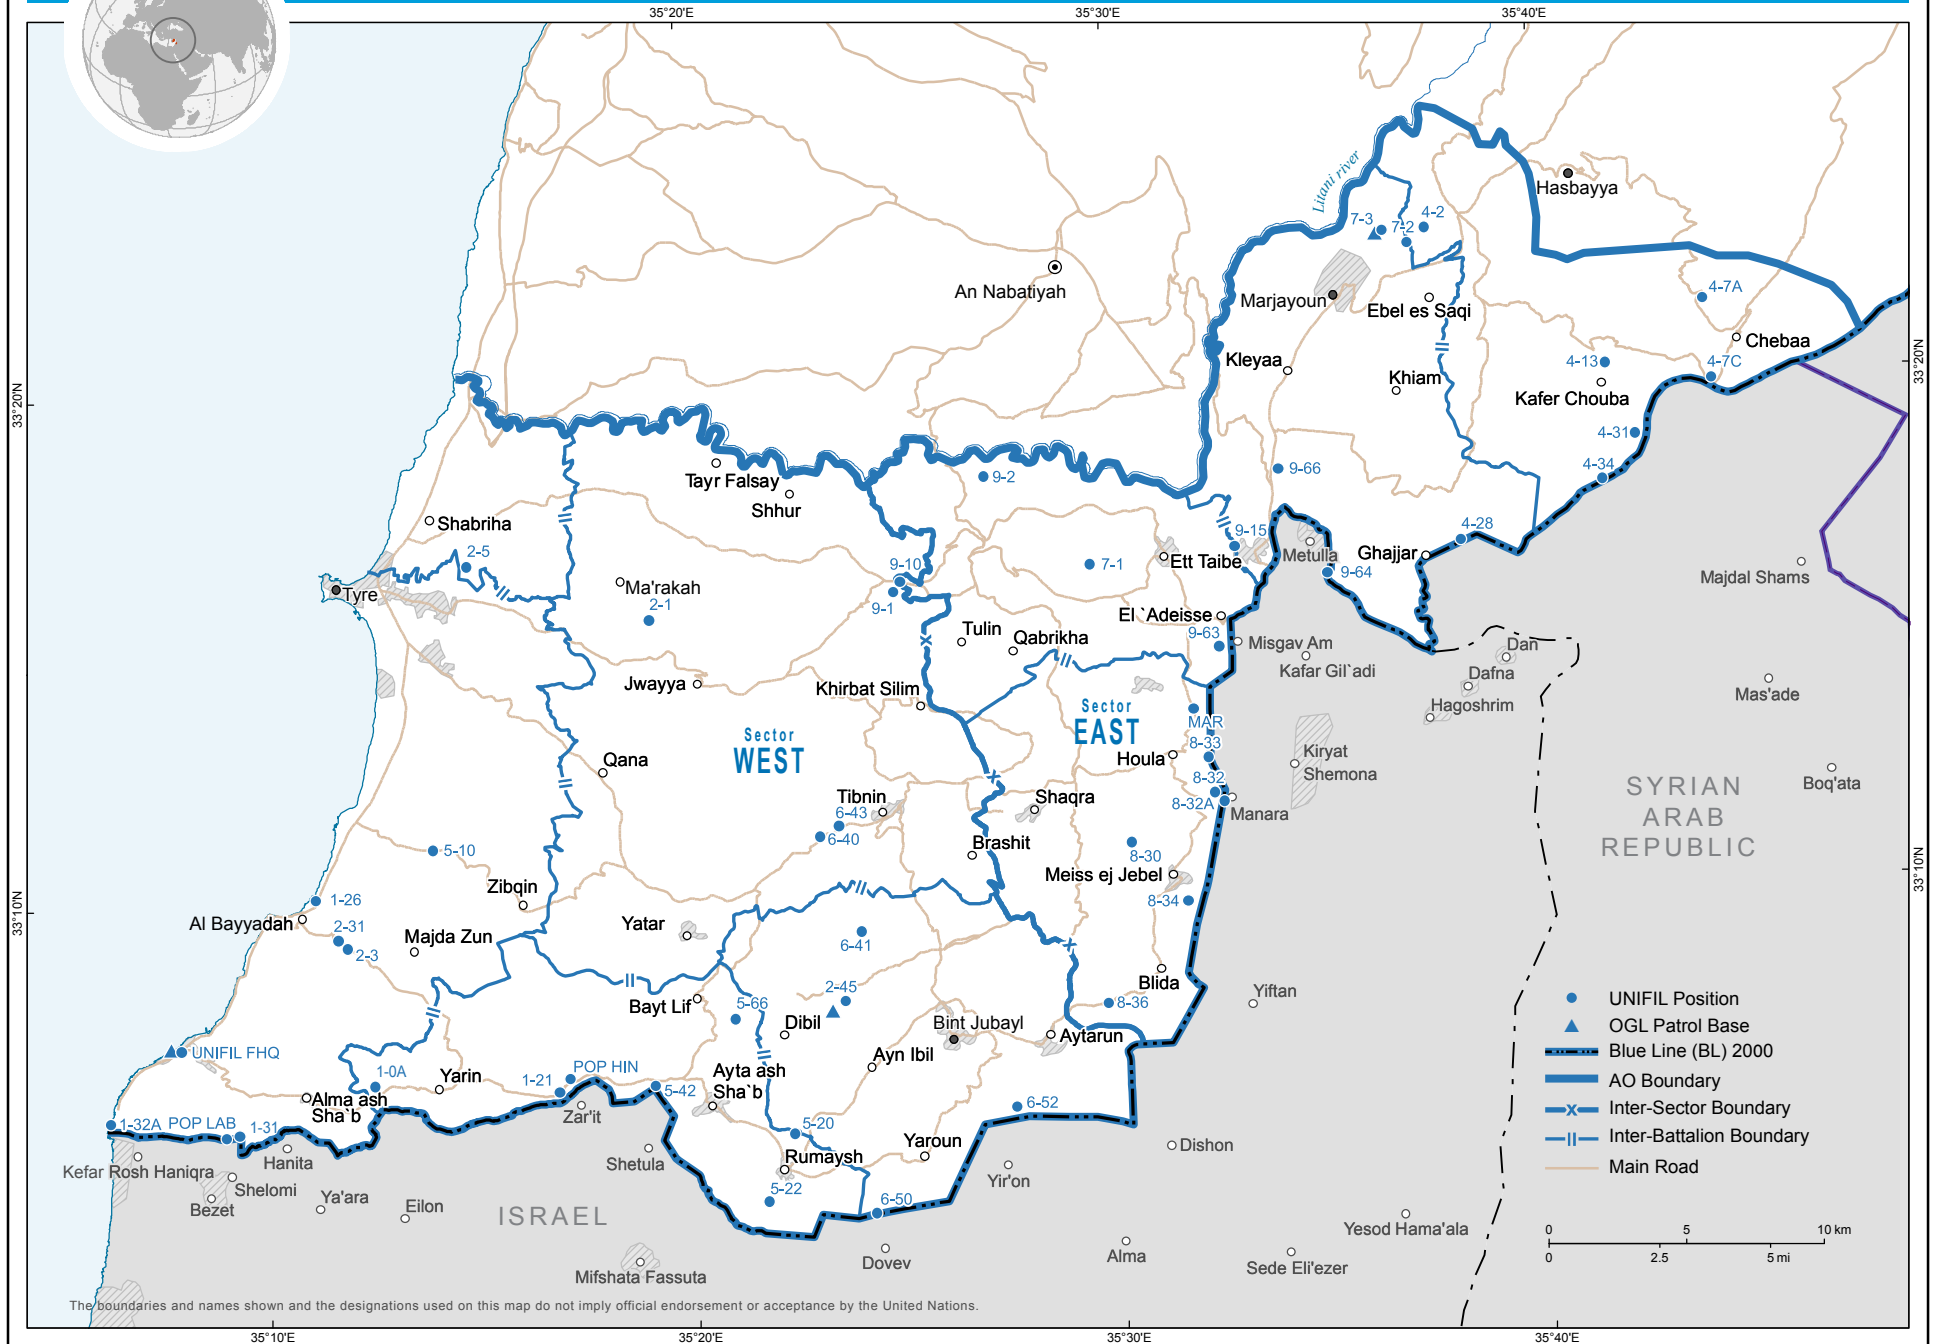 35°20'E
35°30'E
35°40'E
Litani river
Hasbayya
7-3
7-2
4-2
An Nabatiyah
Marjayoun
Ebel es Saqi
4-7A
Chebaa
33°20'N
33°20'N
Kleyaa
Khiam
4-13
4-7C
Kafer Chouba
4-31
4-34
Tayr Falsay
Shhur
9-2
9-66
Shabriha
2-5
9-15
4-28
Metulla
Ghajjar
9-10
7-1
Ett Taibe
9-64
Majdal Shams
Tyre
Ma'rakah
2-1
9-1
El `Adeisse
Tulin
Qabrikha
9-63
Misgav Am
Kafar Gil`adi
Dan
Dafna
Hagoshrim
Mas'ade
Jwayya
Khirbat Silim
Sector
WEST
Sector
EAST
MAR
8-33
Houla
8-32
8-32A
Kiryat
Shemona
Manara
Qana
Tibnin
6-43
6-40
Shaqra
SYRIAN
ARAB
REPUBLIC
Boq'ata
5-10
Brashit
8-30
Meiss ej Jebel
8-34
33°10'N
33°10'N
Zibqin
1-26
Al Bayyadah
2-31
2-3
Majda Zun
Yatar
6-41
Blida
Yiftan
Bayt Lif
5-66
2-45
Dibil
8-36
Bint Jubayl
Aytarun
UNIFIL FHQ
1-0A
Yarin
1-21
POP HIN
5-42
Ayta ash
Sha`b
Ayn Ibil
Alma ash
Sha`b
6-52
1-32A
POP LAB
1-31
Zar'it
5-20
Yaroun
Rumaysh
Dishon
Kefar Rosh Haniqra
Hanita
Shelomi
Bezet
Ya'ara
Eilon
Shetula
5-22
6-50
Yir'on
ISRAEL
Mifshata Fassuta
Dovev
Alma
Sede Eli'ezer
Yesod Hama'ala
UNIFIL Position
OGL Patrol Base
Blue Line (BL) 2000
AO Boundary
Inter-Sector Boundary
Inter-Battalion Boundary
Main Road
0 5 10 km
0 2.5 5 mi
The boundaries and names shown and the designations used on this map do not imply official endorsement or acceptance by the United Nations.
35°10'E
35°20'E
35°30'E
35°40'E